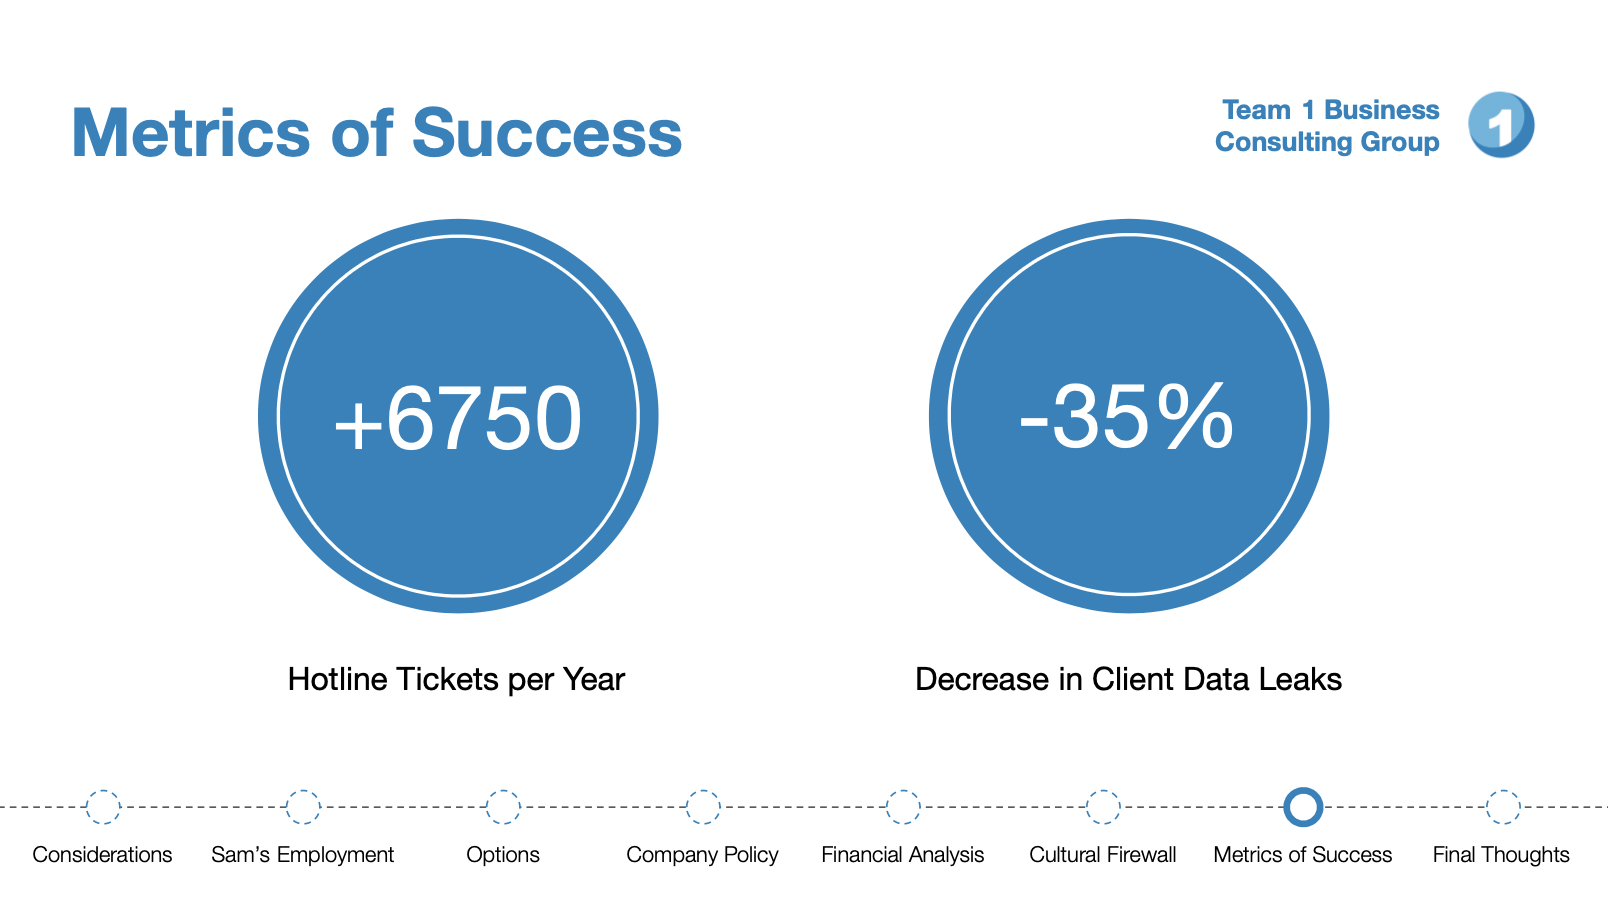 Metrics of Success
Team 1 Business
Consulting Group
1
+6750
-35%
Hotline Tickets per Year
Decrease in Client Data Leaks
Considerations
Sam’s Employment
Options
Company Policy
Financial Analysis
Cultural Firewall
Metrics of Success
Final Thoughts